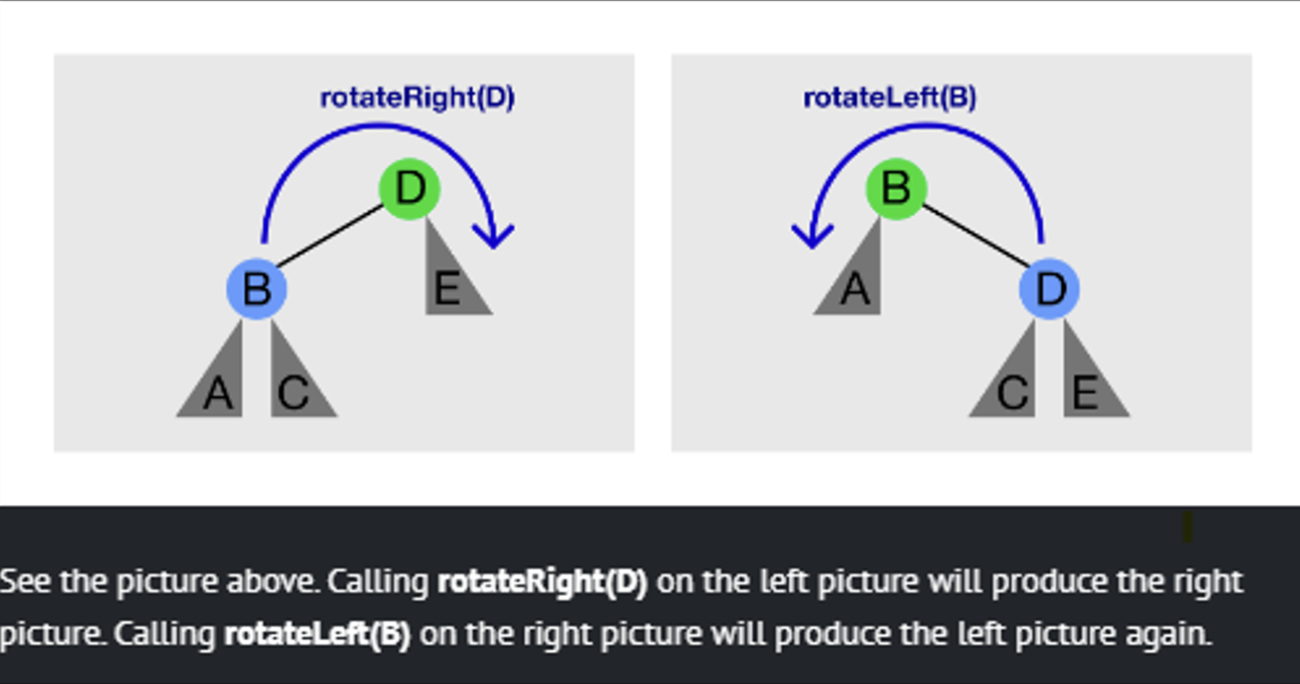 rotateRight(D)
rotateLeft(B)
D
B
E
A
C
B
A
D
C
E
See the picture above. Calling rotateRight(D) on the left picture will produce the right
picture. Calling rotateLeft(B) on the right picture will produce the left picture again.